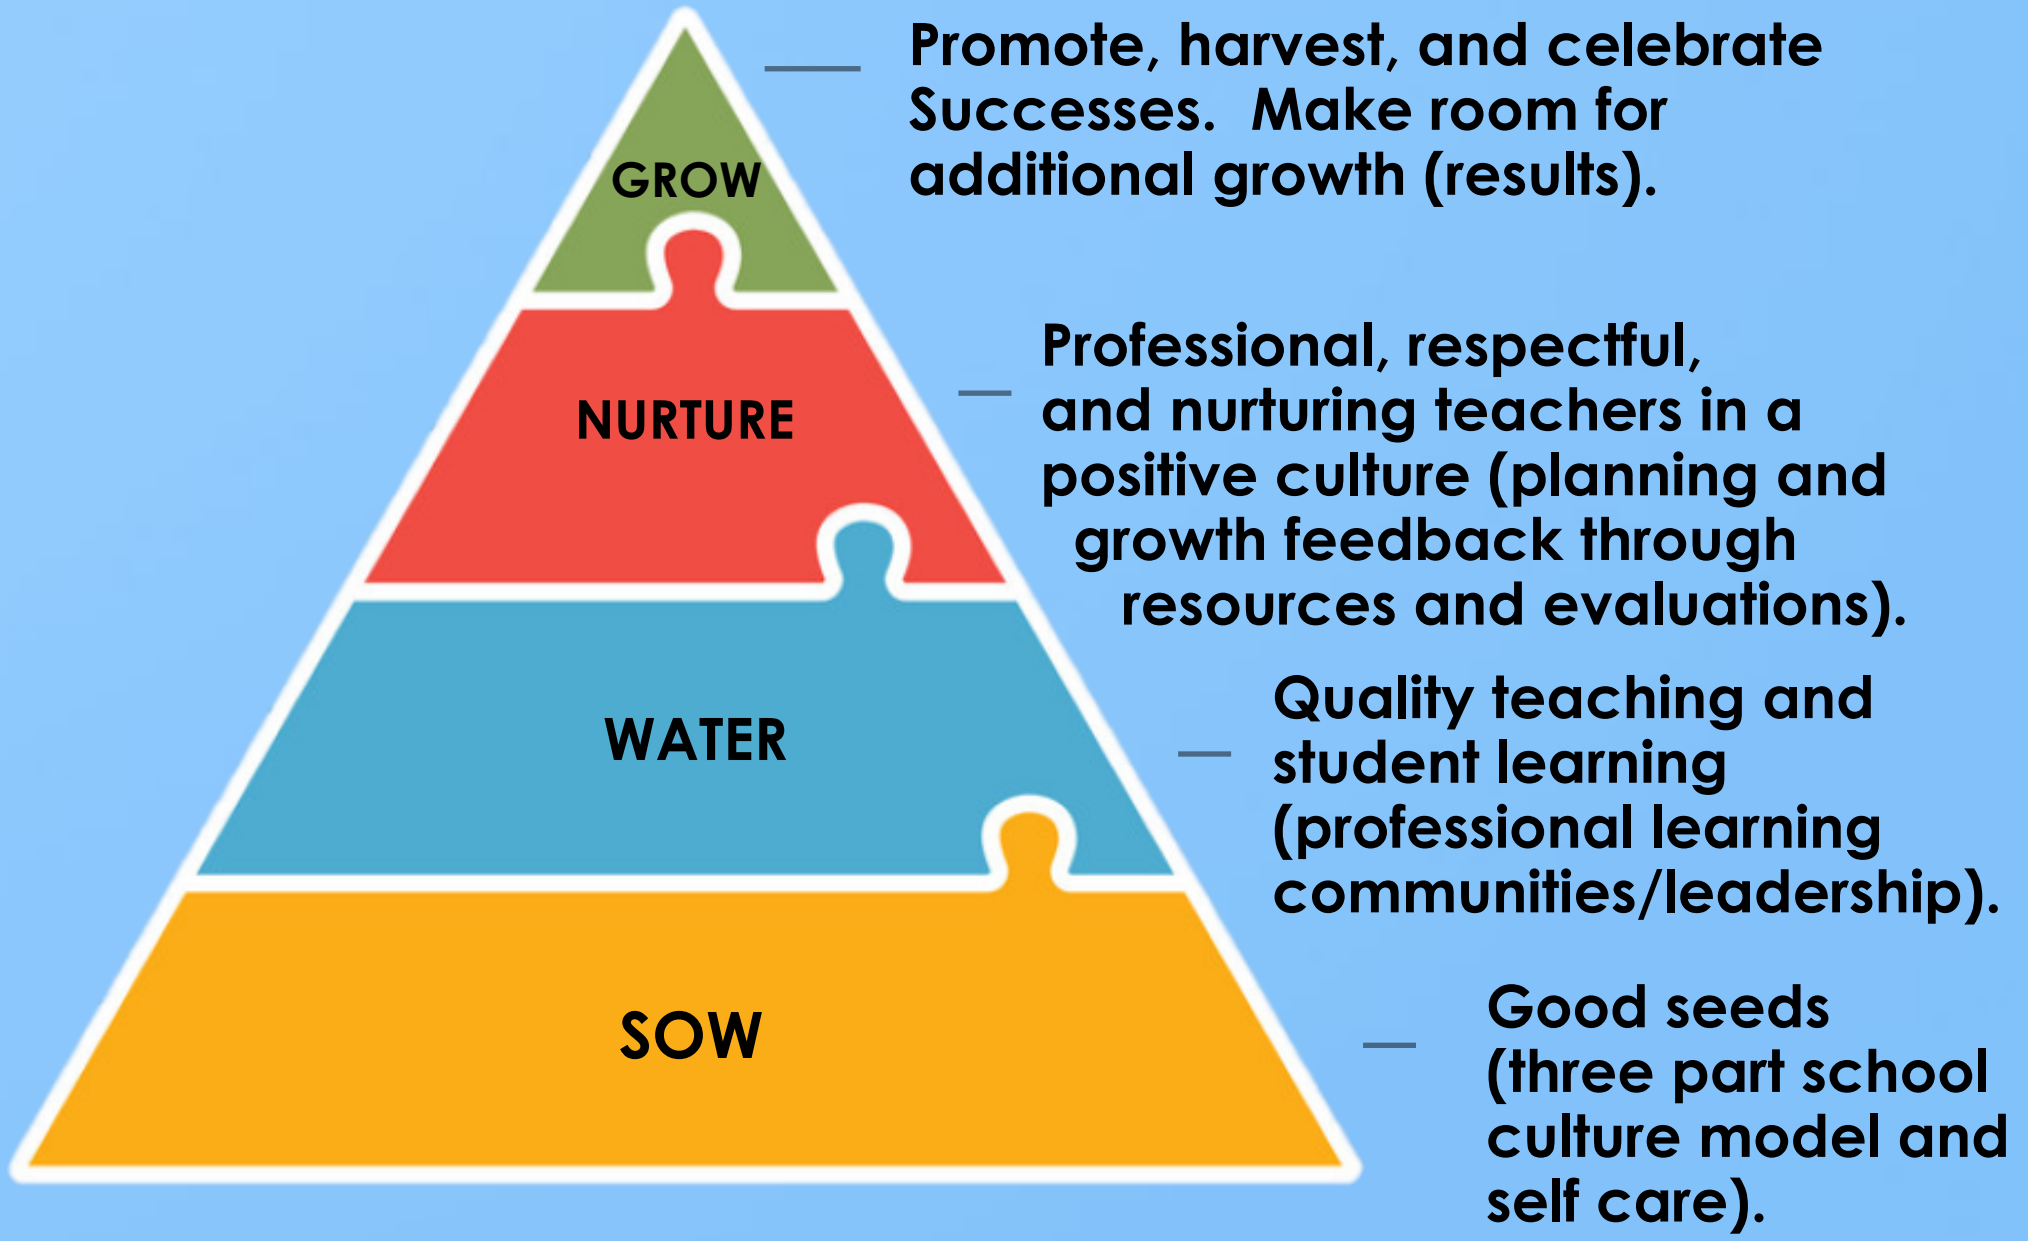 GROW
Promote, harvest, and celebrate
Successes.  Make room for
additional growth (results).
NURTURE
Professional, respectful,
and nurturing teachers in a
positive culture (planning and
growth feedback through
resources and evaluations).
WATER
Quality teaching and
student learning
(professional learning
communities/leadership).
SOW
Good seeds
(three part school
culture model and
self care).